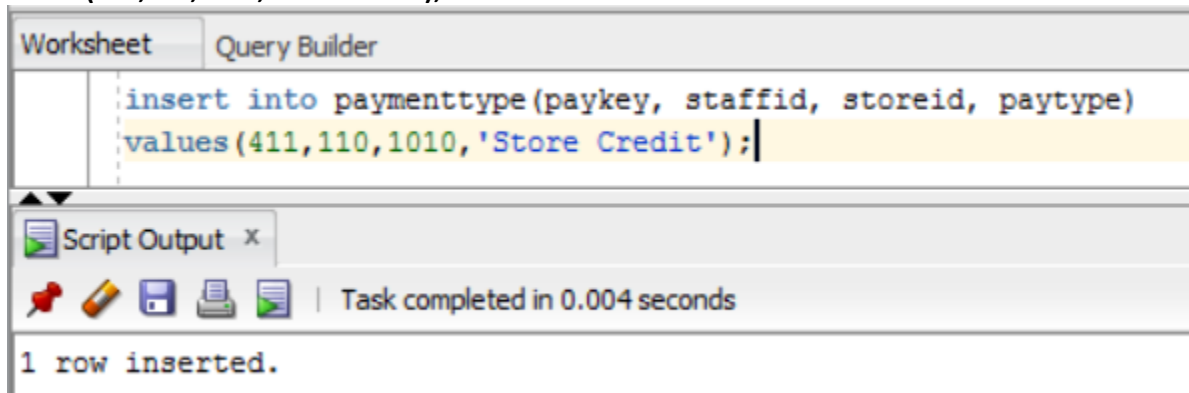 Worksheet Query Builder
insert into paymenttype(paykey, staffid, storeid, paytype)
values(411,110,1010,'Store Credit');
Script Output x
Task completed in 0.004 seconds
1 row inserted.